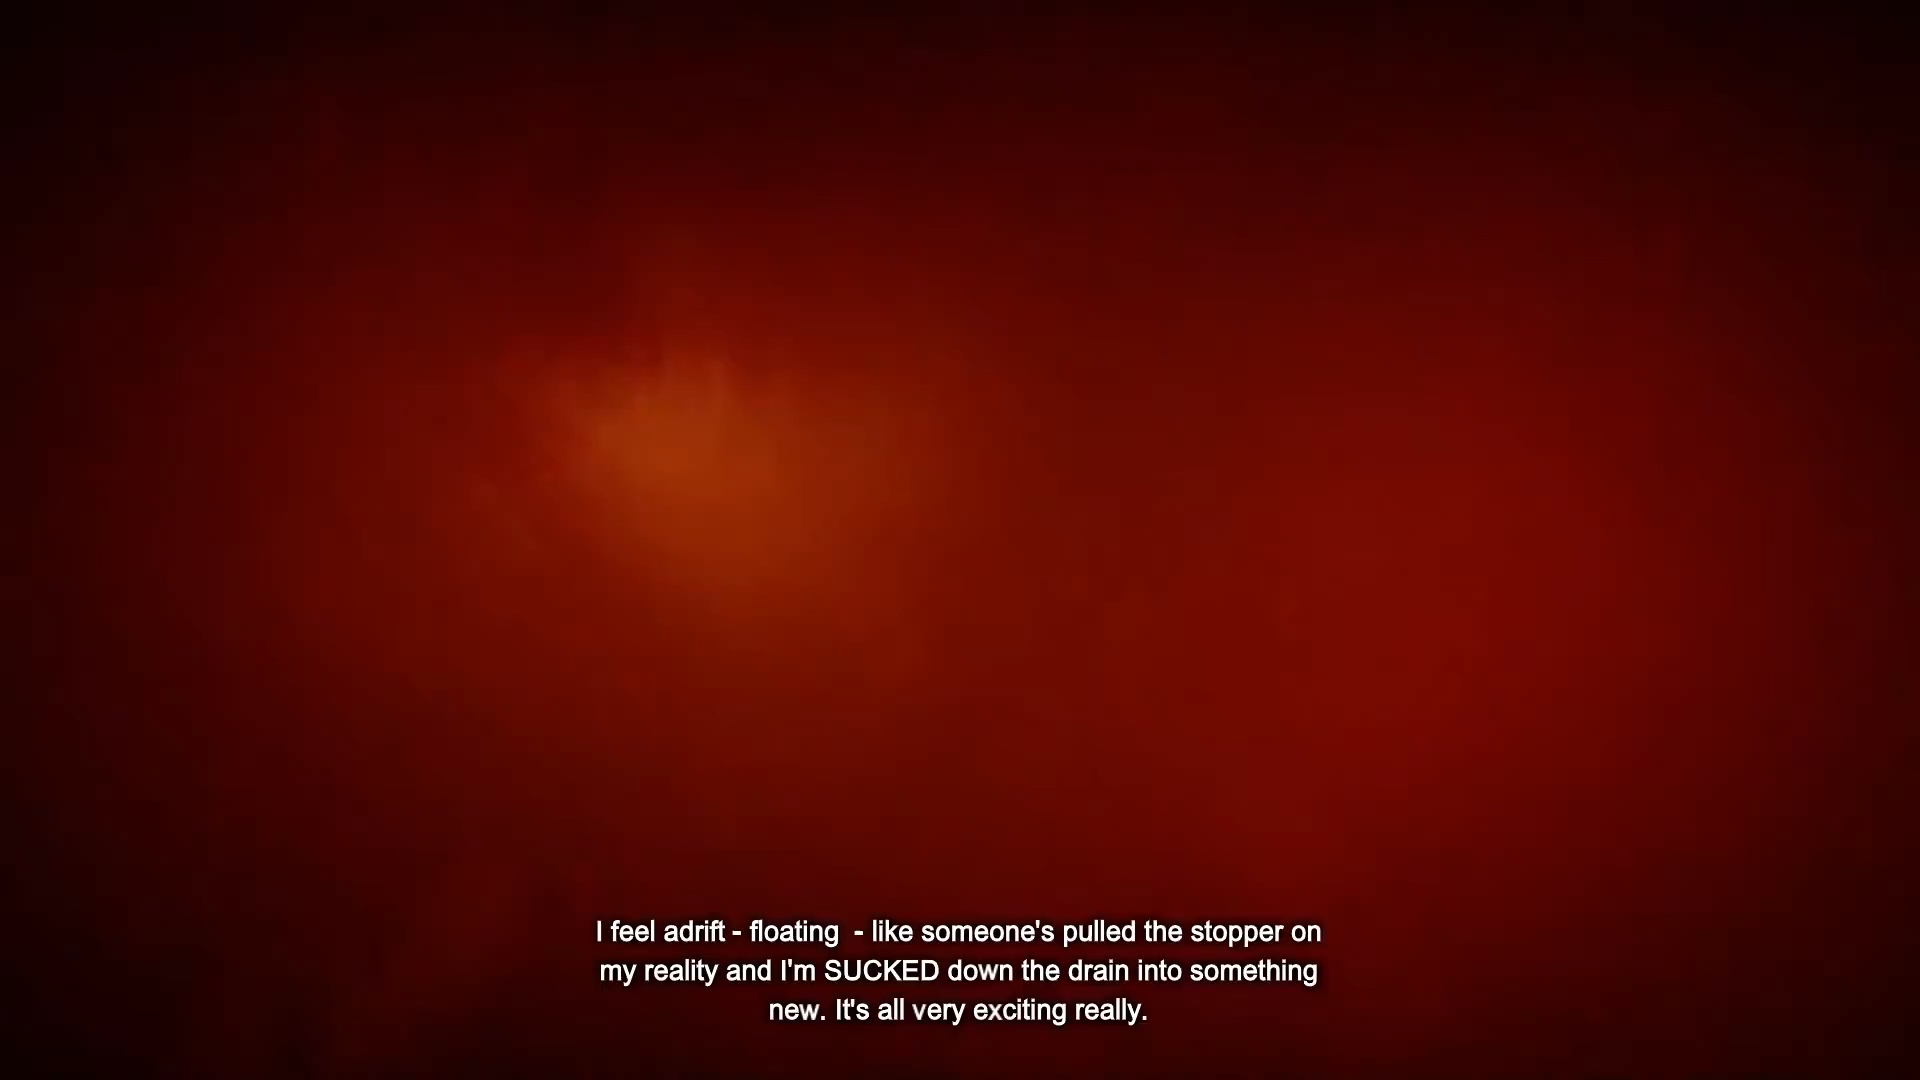 I feel adrift - floating  - like someone's pulled the stopper on
my reality and I'm SUCKED down the drain into something
new. It's all very exciting really.